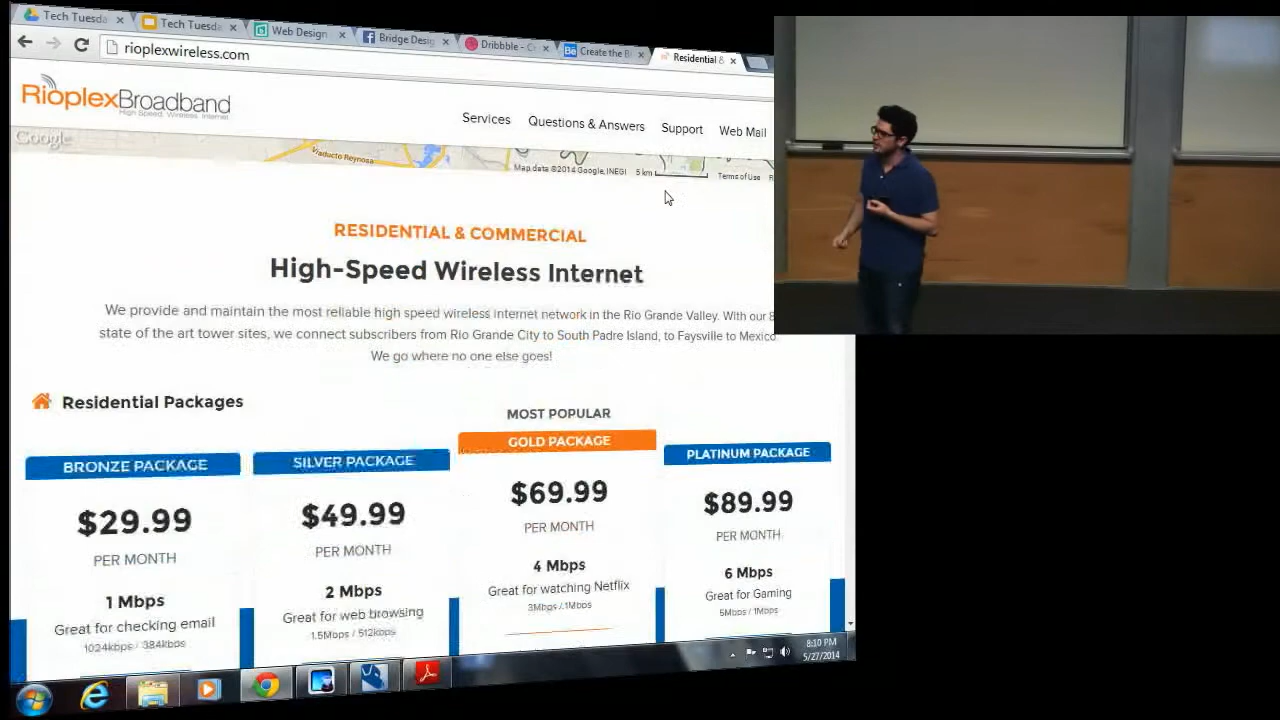 Tech Tuesda
Tech Tuesda
Web Design
Bridge Desig
Dribbble - C
Create the B
Residential &
rioplexwireless.com
RioplexBroadband
High Speed, Wireless Internet
Services
Questions & Answers
Support
Web Mail
Google
Viaducto Reynosa
Map data ©2014 Google, INEGI
5 km
Terms of Use
RESIDENTIAL & COMMERCIAL
High-Speed Wireless Internet
We provide and maintain the most reliable high speed wireless internet network in the Rio Grande Valley. With our 8
state of the art tower sites, we connect subscribers from Rio Grande City to South Padre Island, to Faysville to Mexico.
We go where no one else goes!
Residential Packages
BRONZE PACKAGE
$29.99
PER MONTH
1 Mbps
Great for checking email
1024kbps / 384kbps
SILVER PACKAGE
$49.99
PER MONTH
2 Mbps
Great for web browsing
1.5Mbps / 512kbps
MOST POPULAR
GOLD PACKAGE
$69.99
PER MONTH
4 Mbps
Great for watching Netflix
3Mbps / 1Mbps
PLATINUM PACKAGE
$89.99
PER MONTH
6 Mbps
Great for Gaming
5Mbps / 1Mbps
8:10 PM
5/27/2014